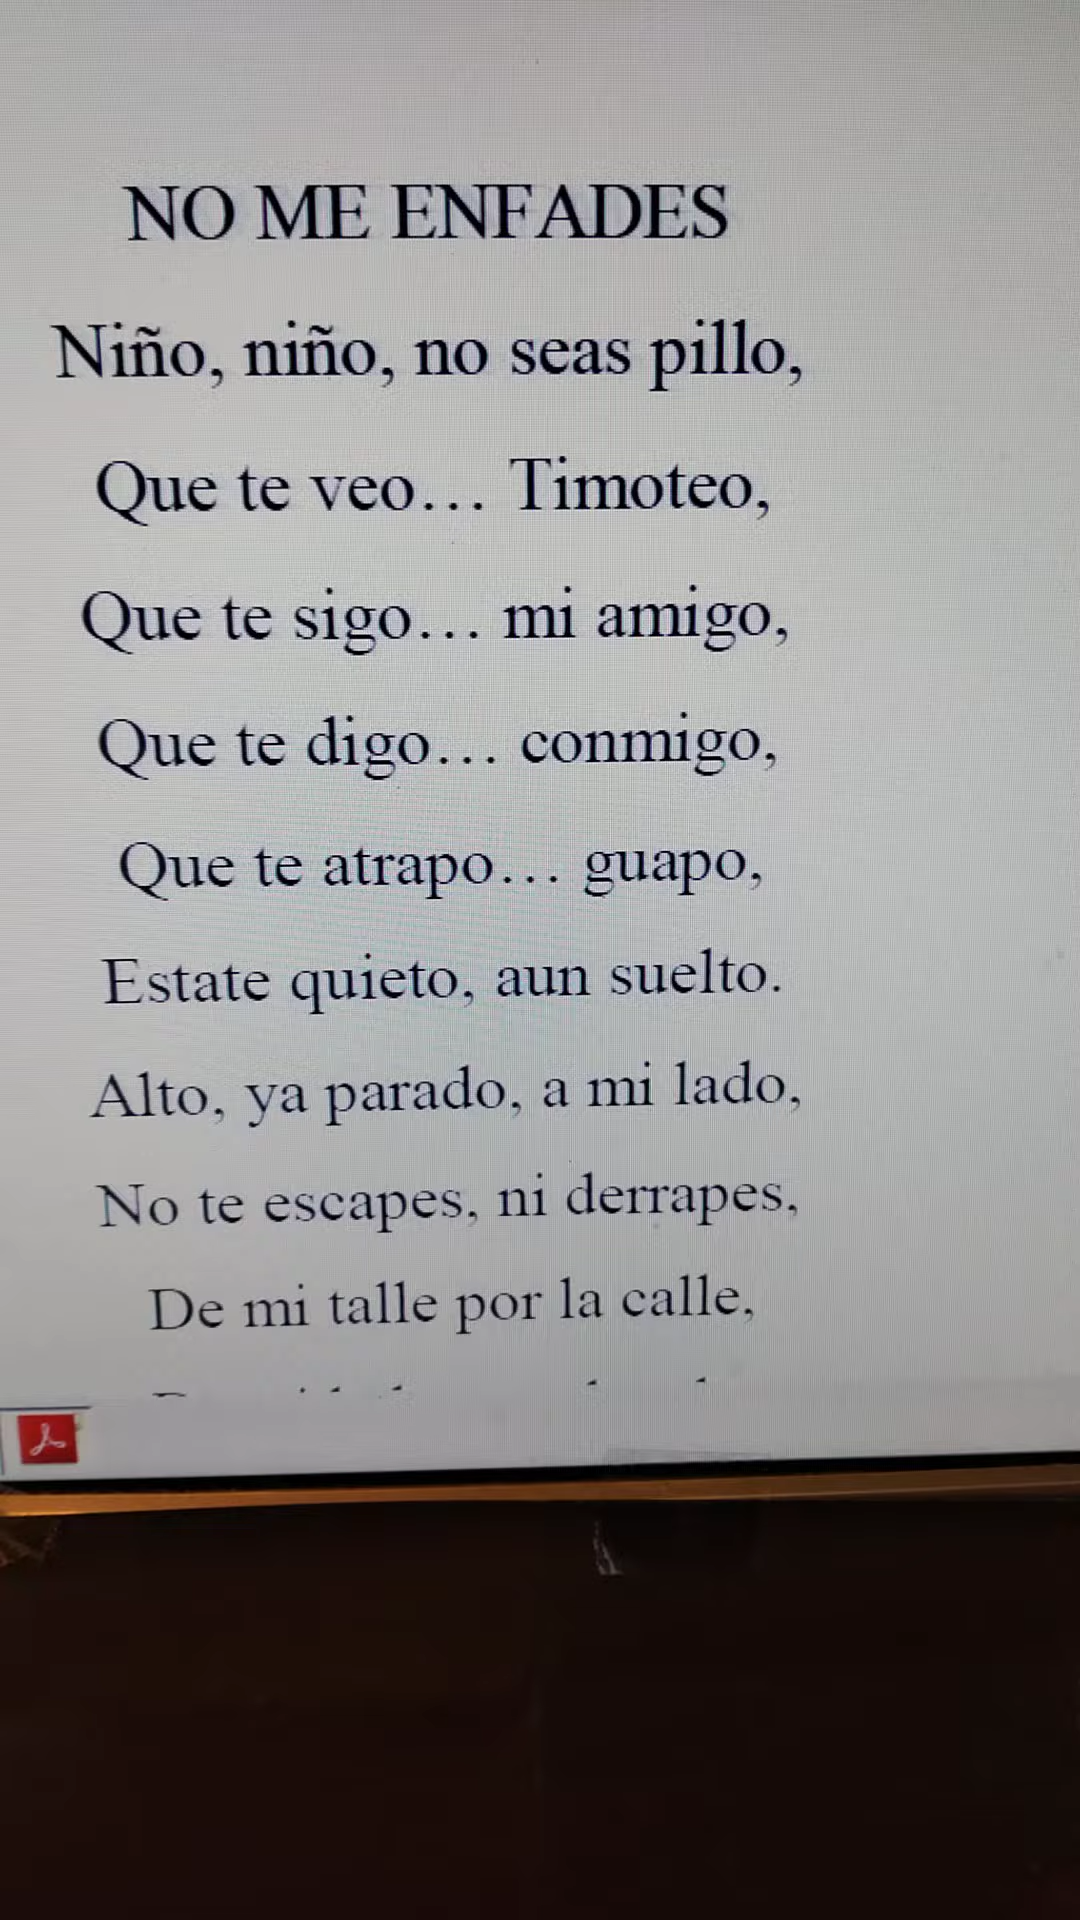 NO ME ENFADES
Niño, niño, no seas pillo,
Que te veo… Timoteo,
Que te sigo… mi amigo,
Que te digo… conmigo,
Que te atrapo… guapo,
Estate quieto, aun suelto.
Alto, ya parado, a mi lado,
No te escapes, ni derrapes,
De mi talle por la calle,